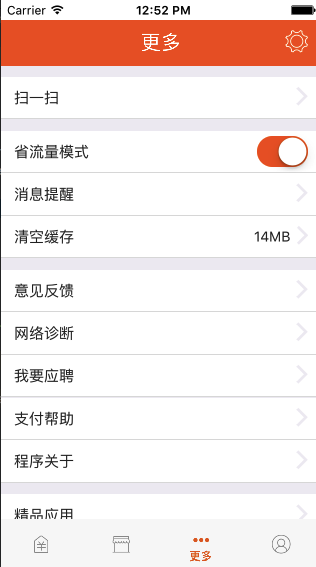 Carrier 12:52 PM
更多
扫一扫
省流量模式
消息提醒
清空缓存 14MB
意见反馈
网络诊断
我要应聘
支付帮助
程序关于
精品应用
更多